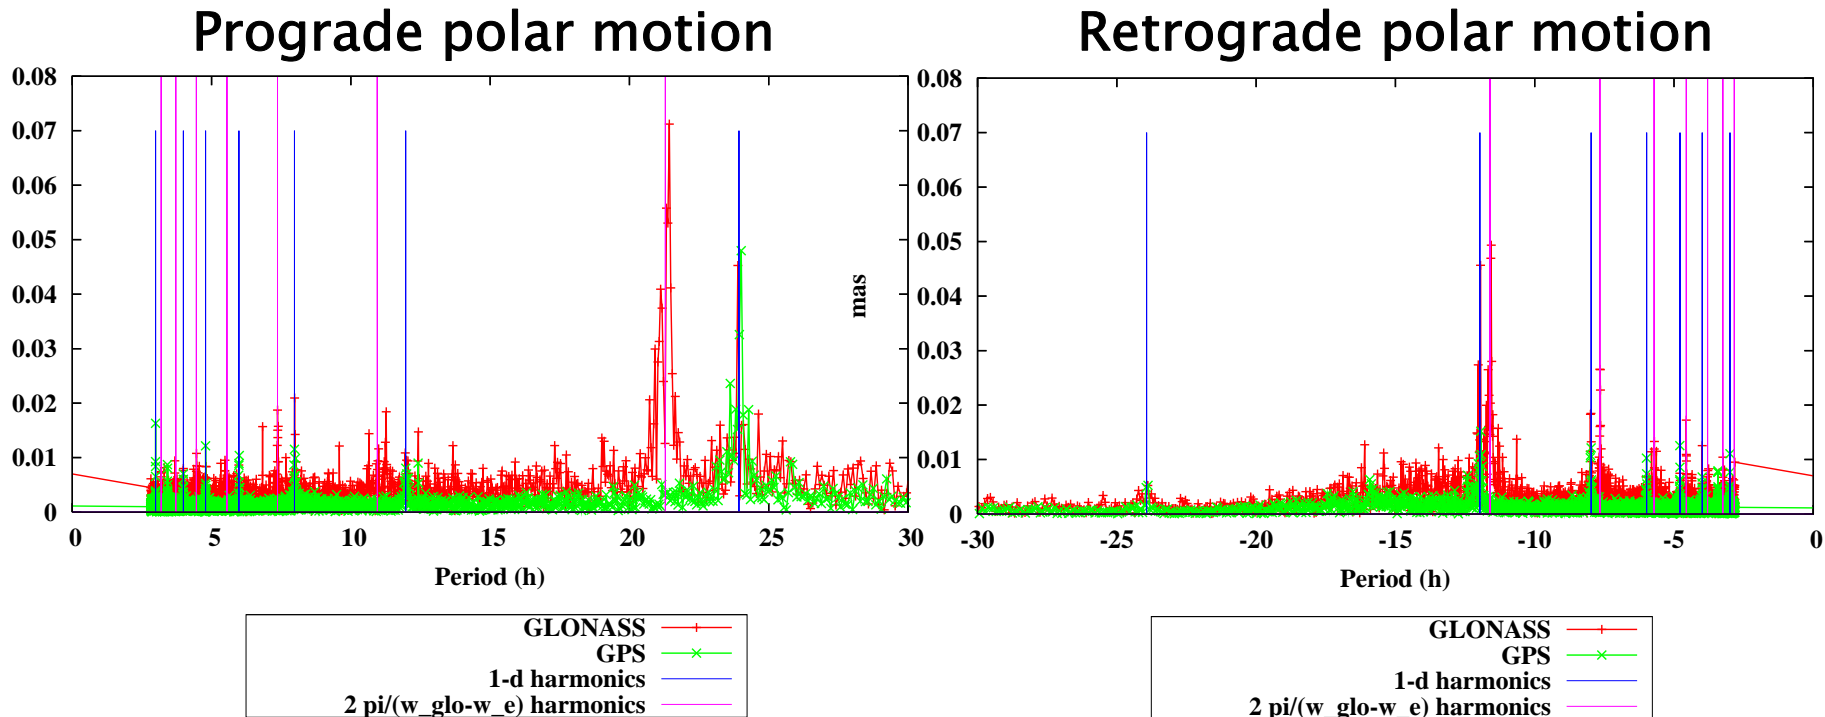 Prograde polar motion
0.08
0.07
0.06
0.05
0.04
0.03
0.02
0.01
0
0 5 10 15 20 25 30
Period (h)
GLONASS
GPS
1-d harmonics
2 pi/(w_glo-w_e) harmonics
Retrograde polar motion
mas
0.08
0.07
0.06
0.05
0.04
0.03
0.02
0.01
0
-30 -25 -20 -15 -10 -5 0
Period (h)
GLONASS
GPS
1-d harmonics
2 pi/(w_glo-w_e) harmonics